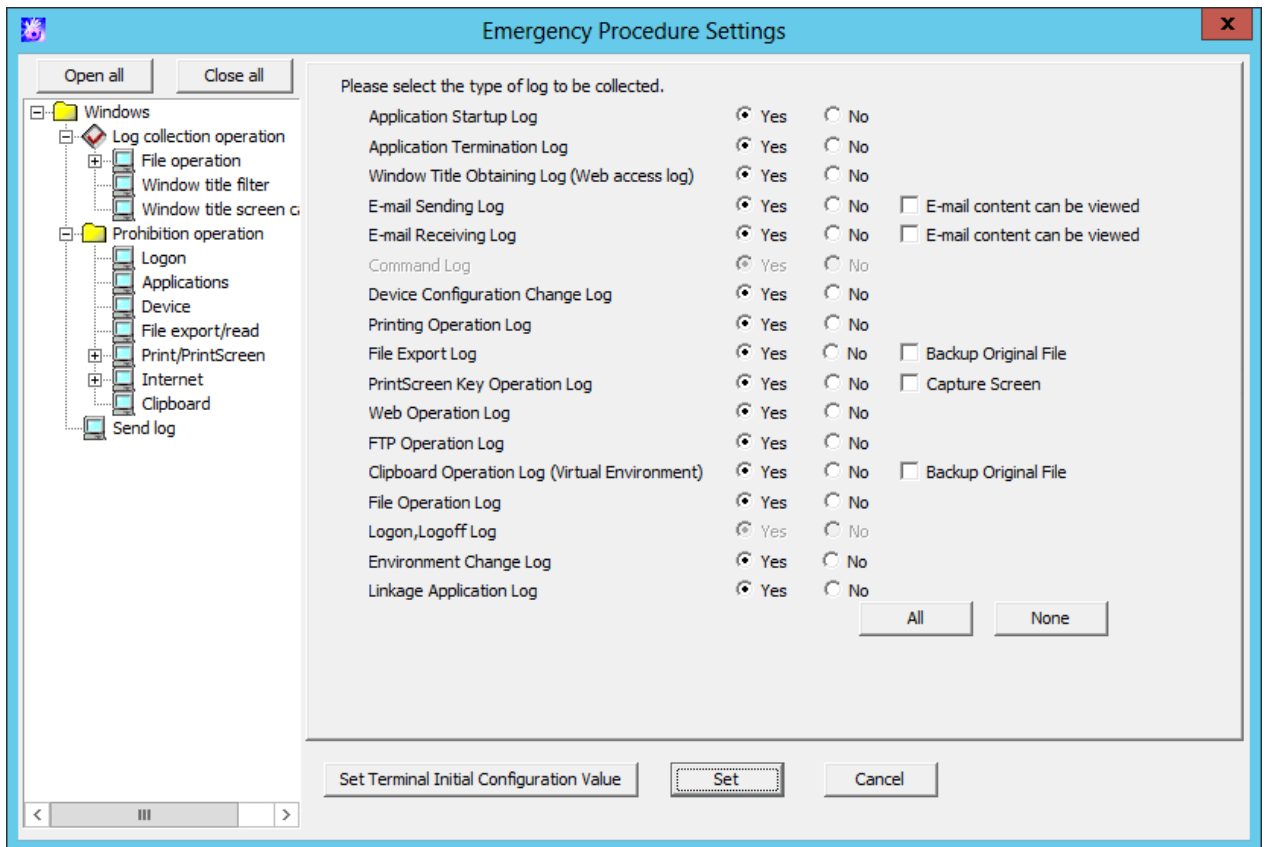 Emergency Procedure Settings
x
Open all Close all
Windows
Log collection operation
File operation
Window title filter
Window title screen ca
Prohibition operation
Logon
Applications
Device
File export/read
Print/PrintScreen
Internet
Clipboard
Send log
Please select the type of log to be collected.
Application Startup Log Yes No
Application Termination Log Yes No
Window Title Obtaining Log (Web access log) Yes No
E-mail Sending Log Yes No E-mail content can be viewed
E-mail Receiving Log Yes No E-mail content can be viewed
Command Log Yes No
Device Configuration Change Log Yes No
Printing Operation Log Yes No
File Export Log Yes No Backup Original File
PrintScreen Key Operation Log Yes No Capture Screen
Web Operation Log Yes No
FTP Operation Log Yes No
Clipboard Operation Log (Virtual Environment) Yes No Backup Original File
File Operation Log Yes No
Logon,Logoff Log Yes No
Environment Change Log Yes No
Linkage Application Log Yes No
All None
Set Terminal Initial Configuration Value Set Cancel